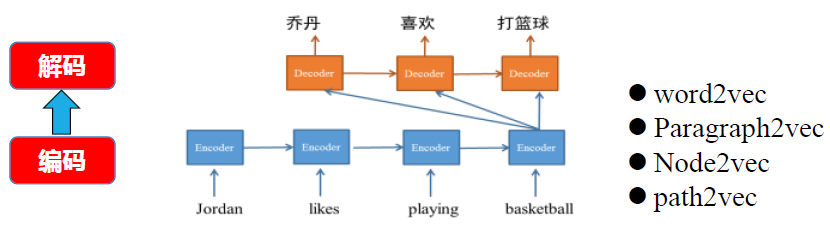 解码
编码
乔丹 喜欢 打篮球
Decoder Decoder Decoder
Encoder Encoder Encoder Encoder
Jordan likes playing basketball
● word2vec
● Paragraph2vec
● Node2vec
● path2vec